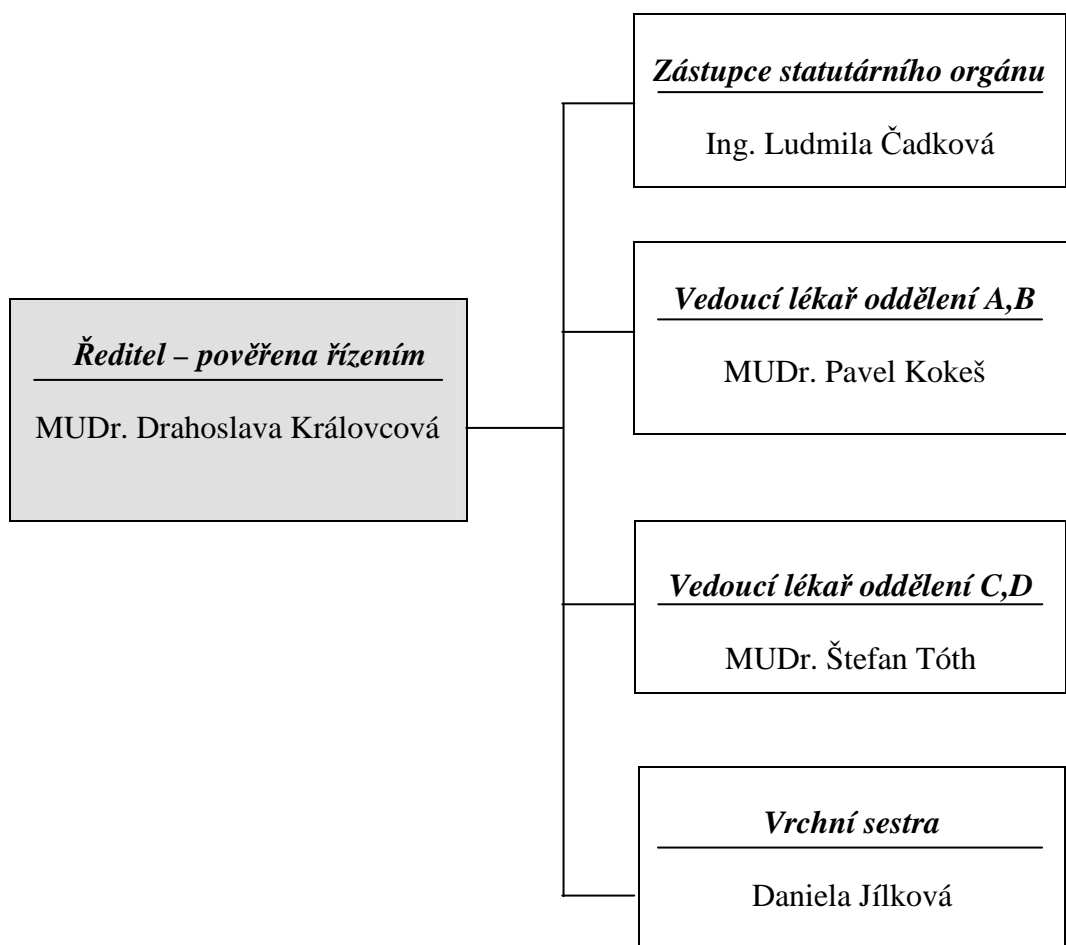 Zástupce statutárního orgánu
Ing. Ludmila Čadková
Vedoucí lékař oddělení A,B
MUDr. Pavel Kokeš
Ředitel – pověřena řízením
MUDr. Drahoslava Královcová
Vedoucí lékař oddělení C,D
MUDr. Štefan Tóth
Vrchní sestra
Daniela Jílková